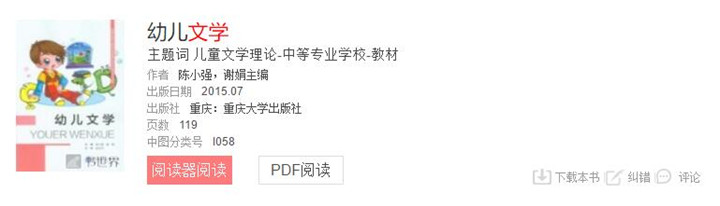 幼儿文学
主题词 儿童文学理论-中等专业学校-教材
作者 陈小强，谢娟主编
出版日期 2015.07
出版社 重庆：重庆大学出版社
页数 119
中图分类号 I058
阅读器阅读 PDF阅读
下载本书 纠错 评论
幼儿文学
YOUER WENXUE
书世界